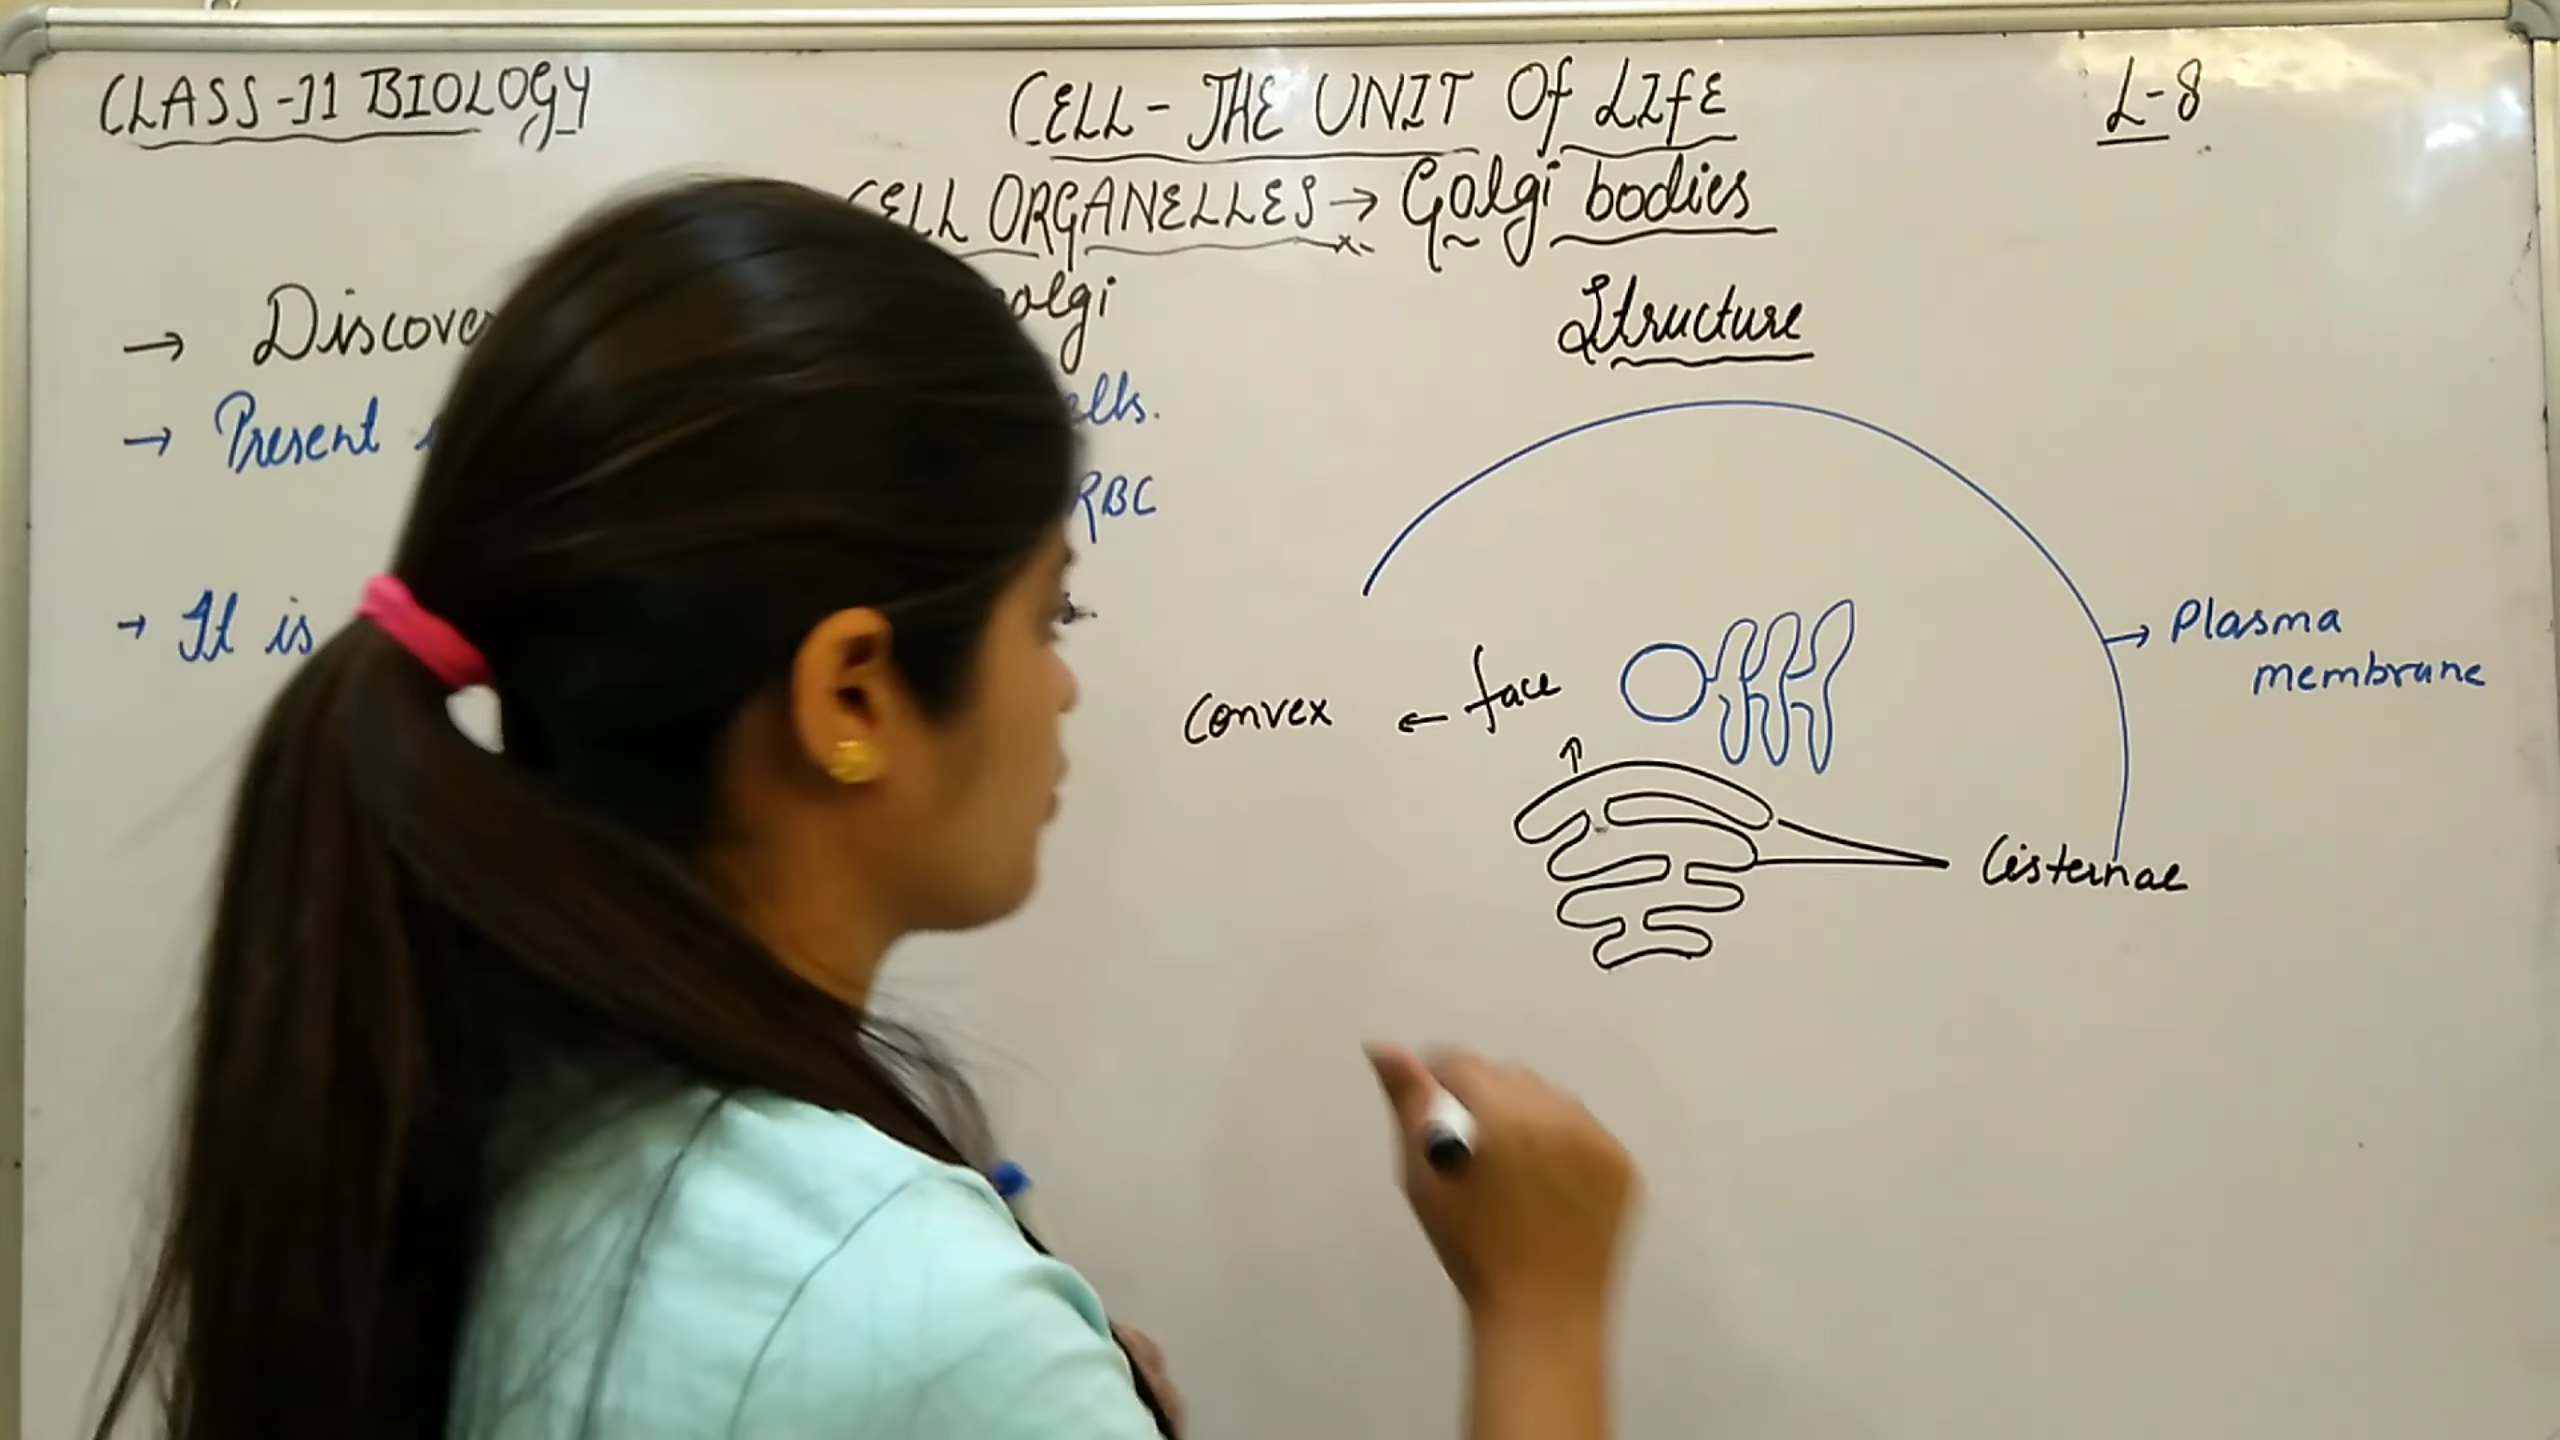 CLASS-11 BIOLOGY
CELL - THE UNIT Of LIfE
L-8
CELL ORGANELLES → Golgi bodies
→ Discove
olgi
Structure
→ Present
ells.
RBC
→ It is
→ Plasma
membrane
Convex ← face
Cisternae